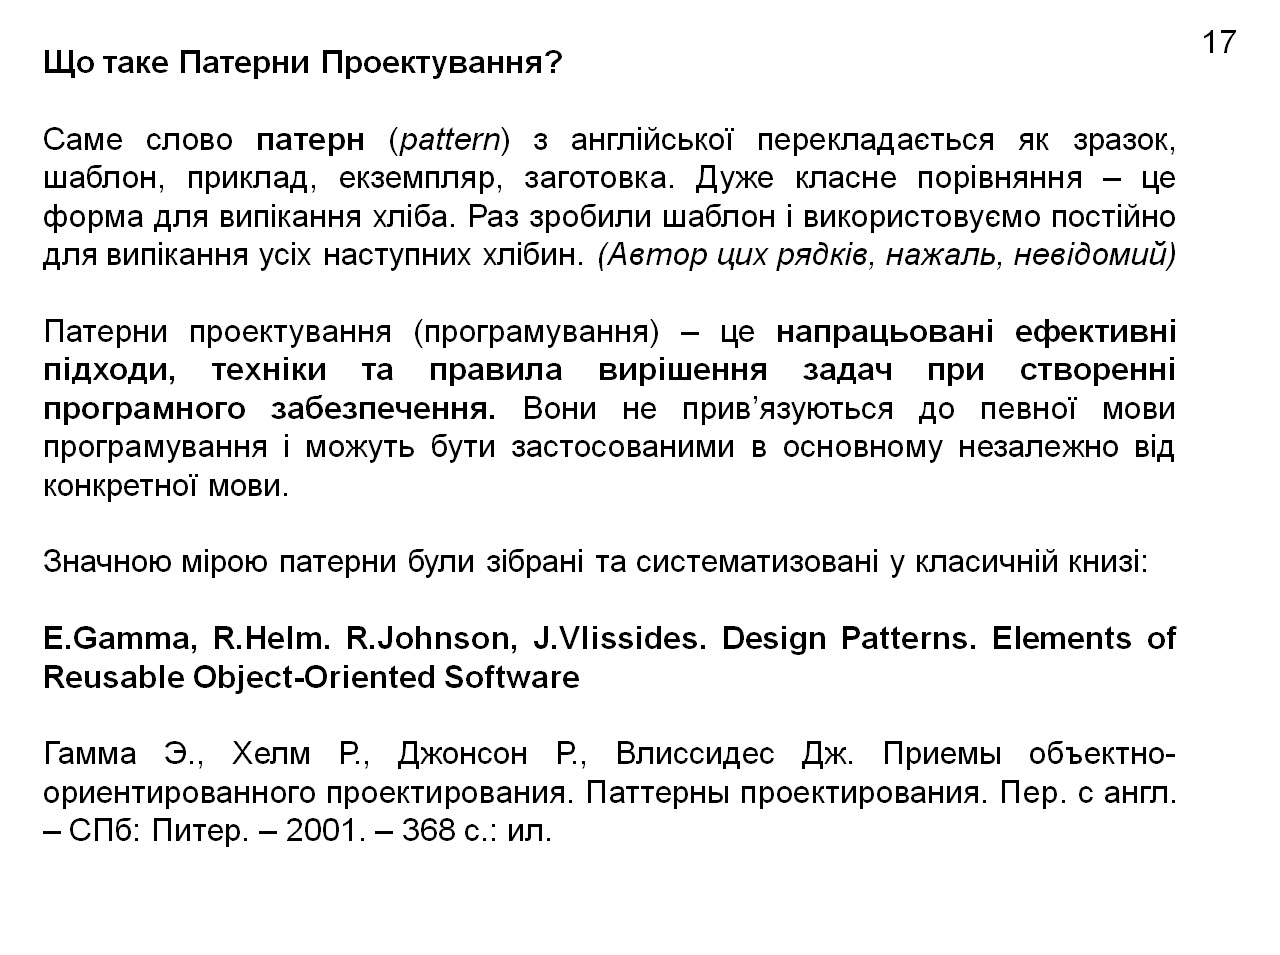 17
Що таке Патерни Проектування?
Саме слово патерн (pattern) з англійської перекладається як зразок,
шаблон, приклад, екземпляр, заготовка. Дуже класне порівняння – це
форма для випікання хліба. Раз зробили шаблон і використовуємо постійно
для випікання усіх наступних хлібин. (Автор цих рядків, нажаль, невідомий)
Патерни проектування (програмування) – це напрацьовані ефективні
підходи, техніки та правила вирішення задач при створенні
програмного забезпечення. Вони не прив’язуються до певної мови
програмування і можуть бути застосованими в основному незалежно від
конкретної мови.
Значною мірою патерни були зібрані та систематизовані у класичній книзі:
E.Gamma, R.Helm. R.Johnson, J.Vlissides. Design Patterns. Elements of
Reusable Object-Oriented Software
Гамма Э., Хелм Р., Джонсон Р., Влиссидес Дж. Приемы объектно-
ориентированного проектирования. Паттерны проектирования. Пер. с англ.
– СПб: Питер. – 2001. – 368 с.: ил.